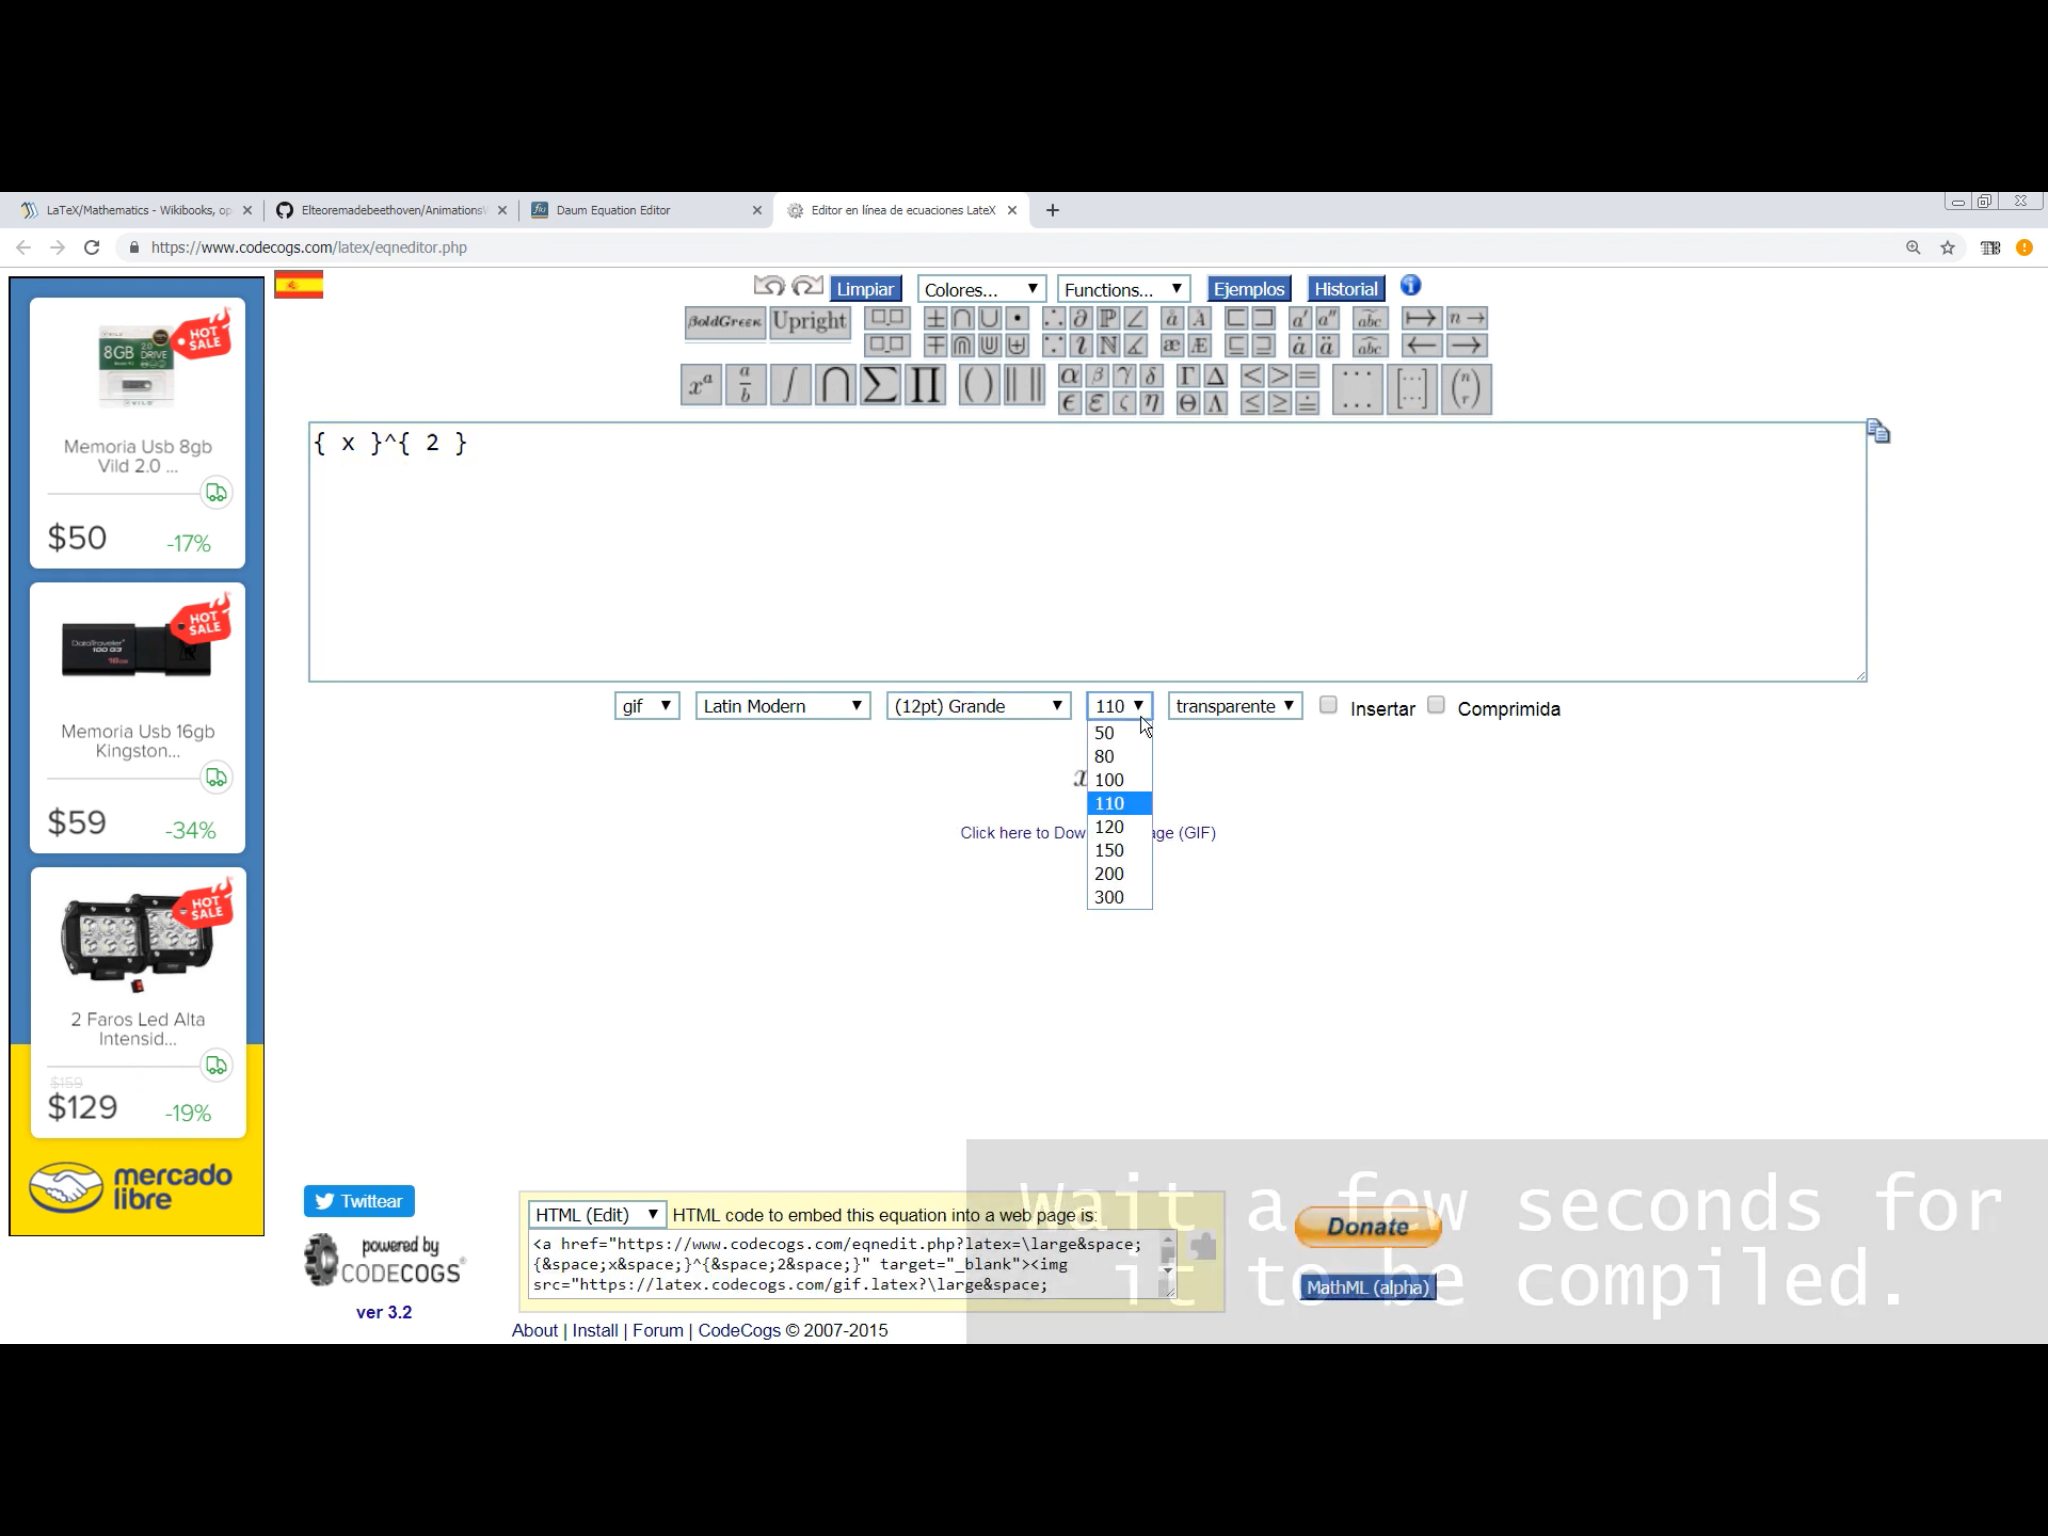 LaTeX/Mathematics - Wikibooks, op
Elteoremadebeethoven/Animations
Daum Equation Editor
Editor en línea de ecuaciones LateX
https://www.codecogs.com/latex/eqneditor.php
Limpiar
Colores...
Functions...
Ejemplos
Historial
βoldGreek
Upright
{ x }^{ 2 }
gif
Latin Modern
(12pt) Grande
110
transparente
Insertar
Comprimida
50
80
100
110
120
150
200
300
x
Click here to Dow
age (GIF)
HOT SALE
8GB 2.0 DRIVE
Memoria Usb 8gb
Vild 2.0 ...
$50 -17%
HOT SALE
DataTraveler
100 G3
16GB
Memoria Usb 16gb
Kingston...
$59 -34%
HOT SALE
2 Faros Led Alta
Intensid...
$159
$129 -19%
mercado
libre
Twittear
powered by
CODECOGS
ver 3.2
HTML (Edit)
HTML code to embed this equation into a web page is:
<a href="https://www.codecogs.com/eqnedit.php?latex=\large&space;
{&space;x&space;}^{&space;2&space;}" target="_blank"><img
src="https://latex.codecogs.com/gif.latex?\large&space;
Donate
MathML (alpha)
About | Install | Forum | CodeCogs © 2007-2015
Wait a few seconds for
it to be compiled.